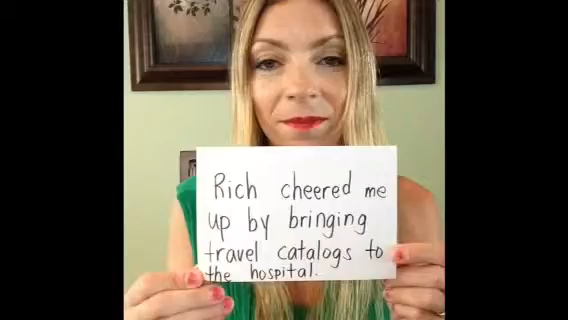 Rich cheered me
up by bringing
travel catalogs to
the hospital.